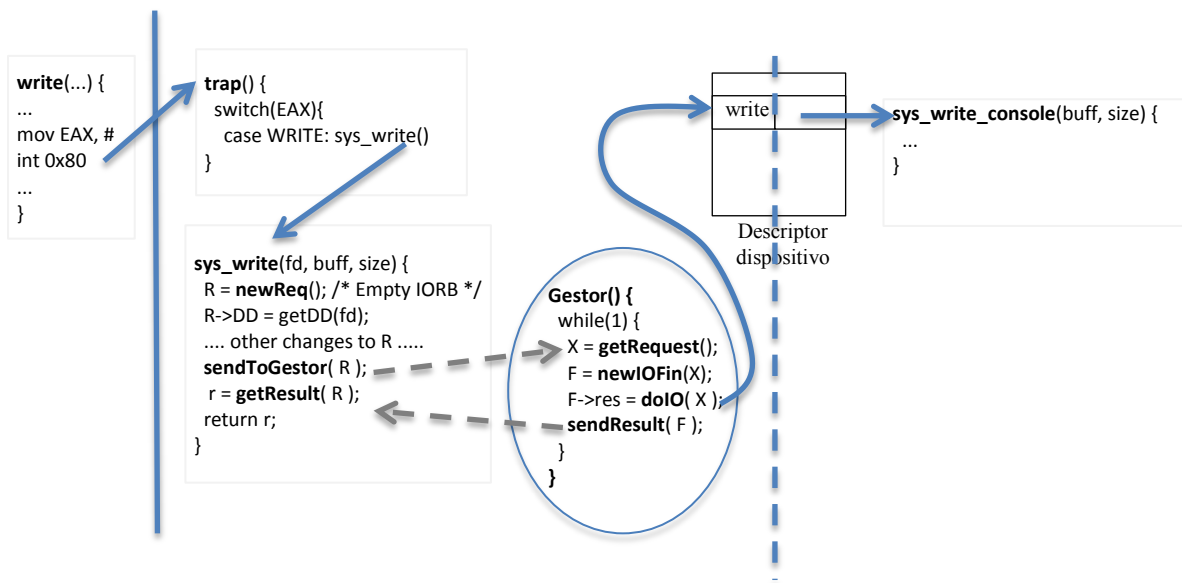 write(...) {
...
mov EAX, #
int 0x80
...
}
trap() {
switch(EAX){
case WRITE: sys_write()
}
sys_write(fd, buff, size) {
R = newReq(); /* Empty IORB */
R->DD = getDD(fd);
.... other changes to R .....
sendToGestor( R );
r = getResult( R );
return r;
}
Gestor() {
while(1) {
X = getRequest();
F = newIOFin(X);
F->res = doIO( X );
sendResult( F );
}
}
write
Descriptor
dispositivo
sys_write_console(buff, size) {
...
}